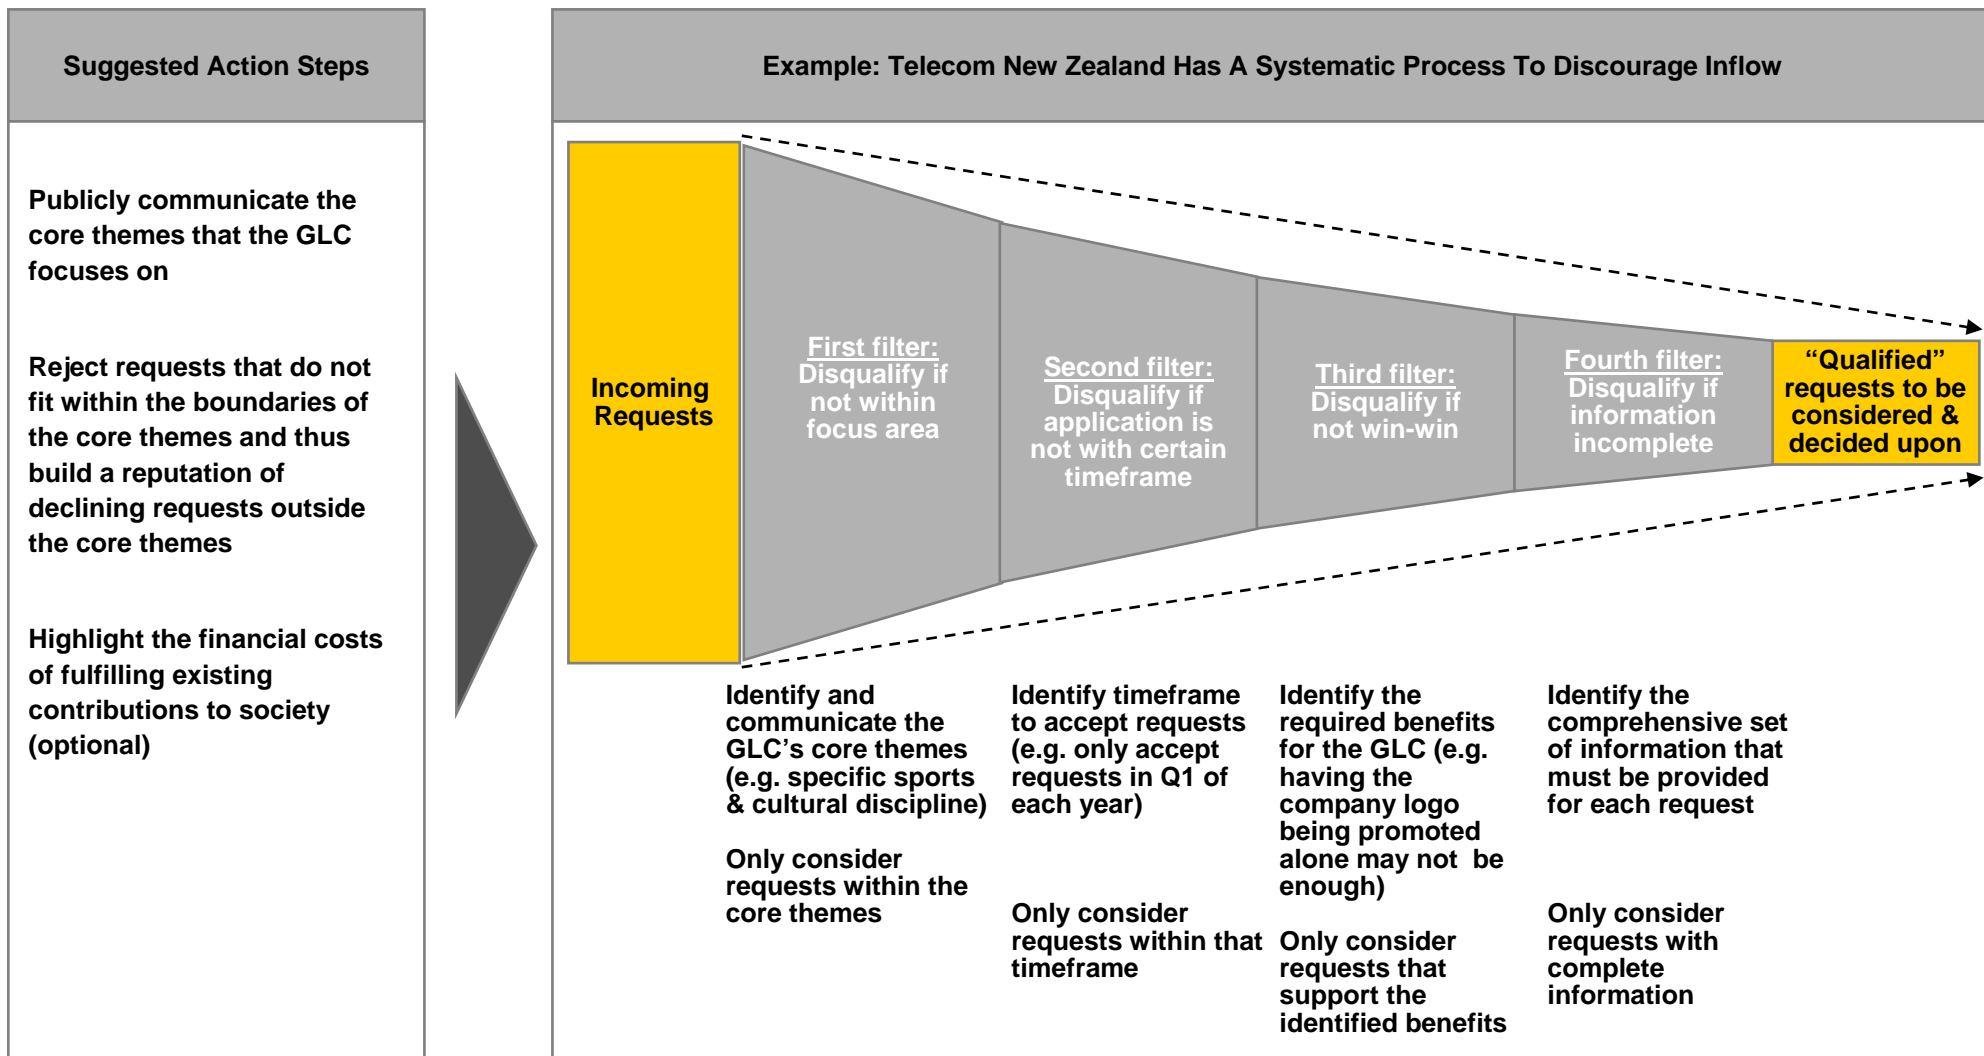 Suggested Action Steps
Publicly communicate the
core themes that the GLC
focuses on
Reject requests that do not
fit within the boundaries of
the core themes and thus
build a reputation of
declining requests outside
the core themes
Highlight the financial costs
of fulfilling existing
contributions to society
(optional)
Example: Telecom New Zealand Has A Systematic Process To Discourage Inflow
Incoming
Requests
First filter:
Disqualify if
not within
focus area
Second filter:
Disqualify if
application is
not with certain
timeframe
Third filter:
Disqualify if
not win-win
Fourth filter:
Disqualify if
information
incomplete
“Qualified”
requests to be
considered &
decided upon
Identify and
communicate the
GLC’s core themes
(e.g. specific sports
& cultural discipline)
Only consider
requests within the
core themes
Identify timeframe
to accept requests
(e.g. only accept
requests in Q1 of
each year)
Only consider
requests within that
timeframe
Identify the
required benefits
for the GLC (e.g.
having the
company logo
being promoted
alone may not be
enough)
Only consider
requests that
support the
identified benefits
Identify the
comprehensive set
of information that
must be provided
for each request
Only consider
requests with
complete
information